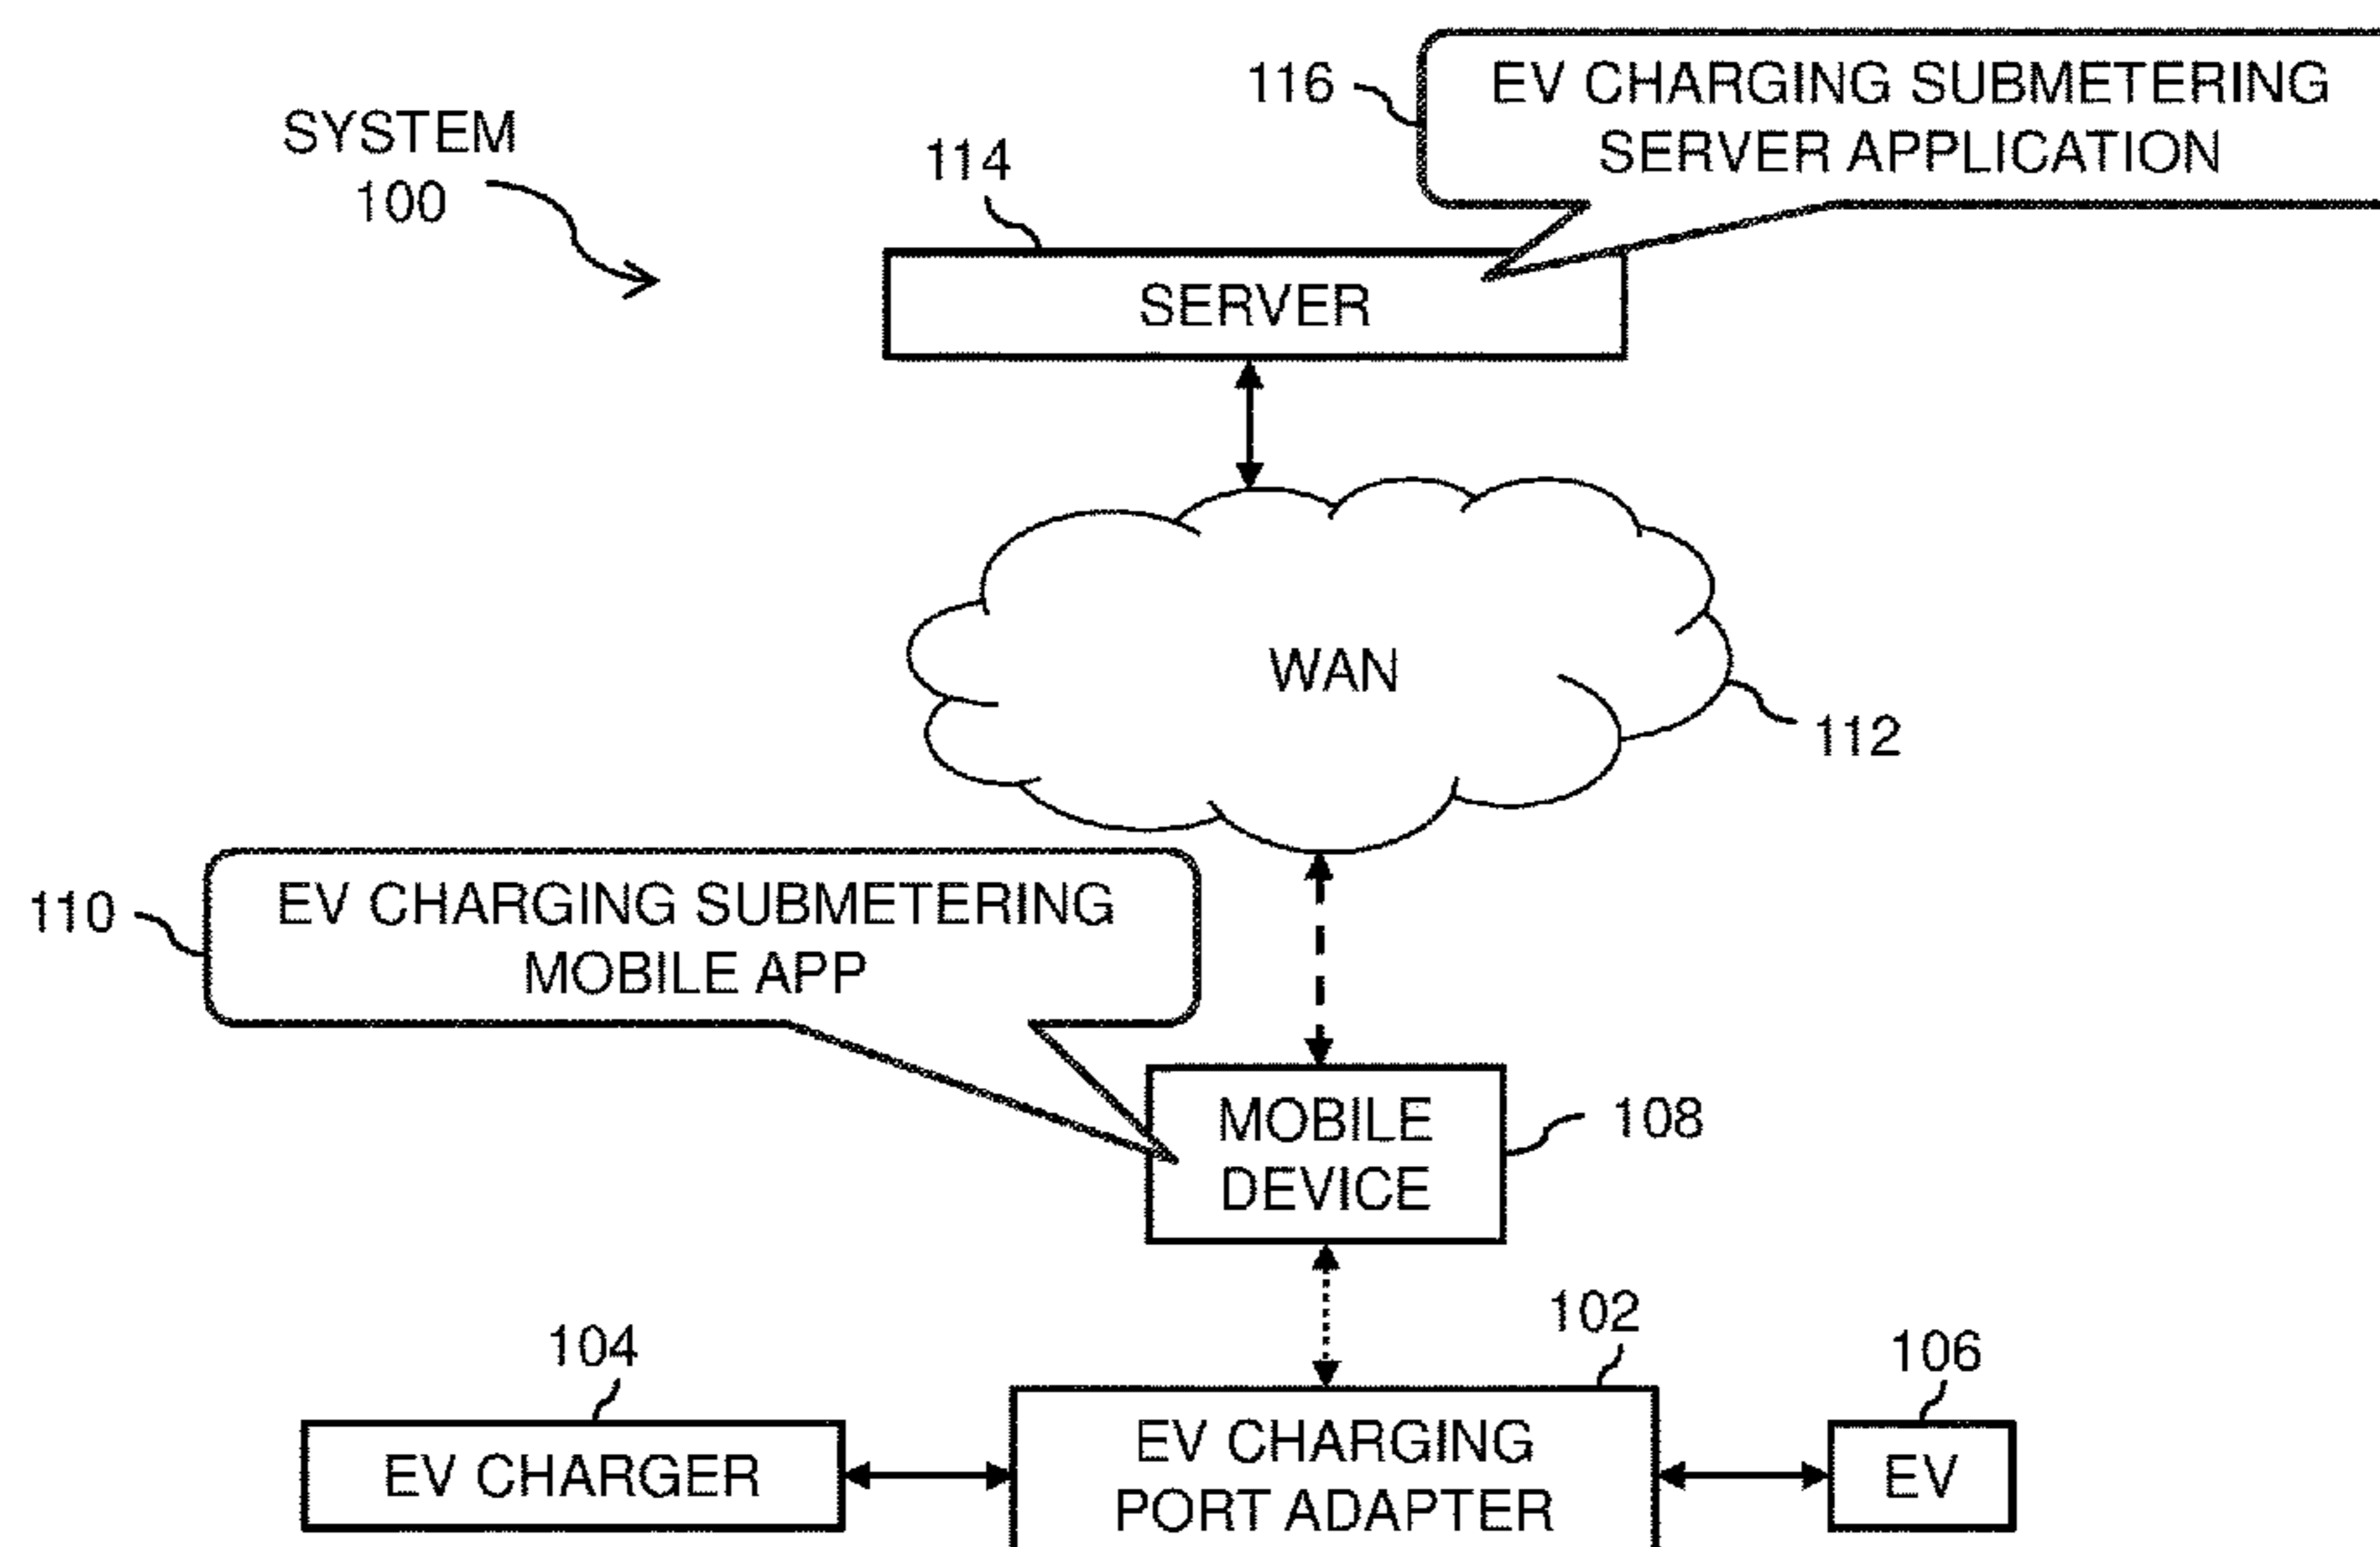 116
EV CHARGING SUBMETERING
SERVER APPLICATION
SYSTEM
100
114
SERVER
WAN
112
110
EV CHARGING SUBMETERING
MOBILE APP
MOBILE
DEVICE
108
102
104
106
EV CHARGER
EV CHARGING
PORT ADAPTER
EV